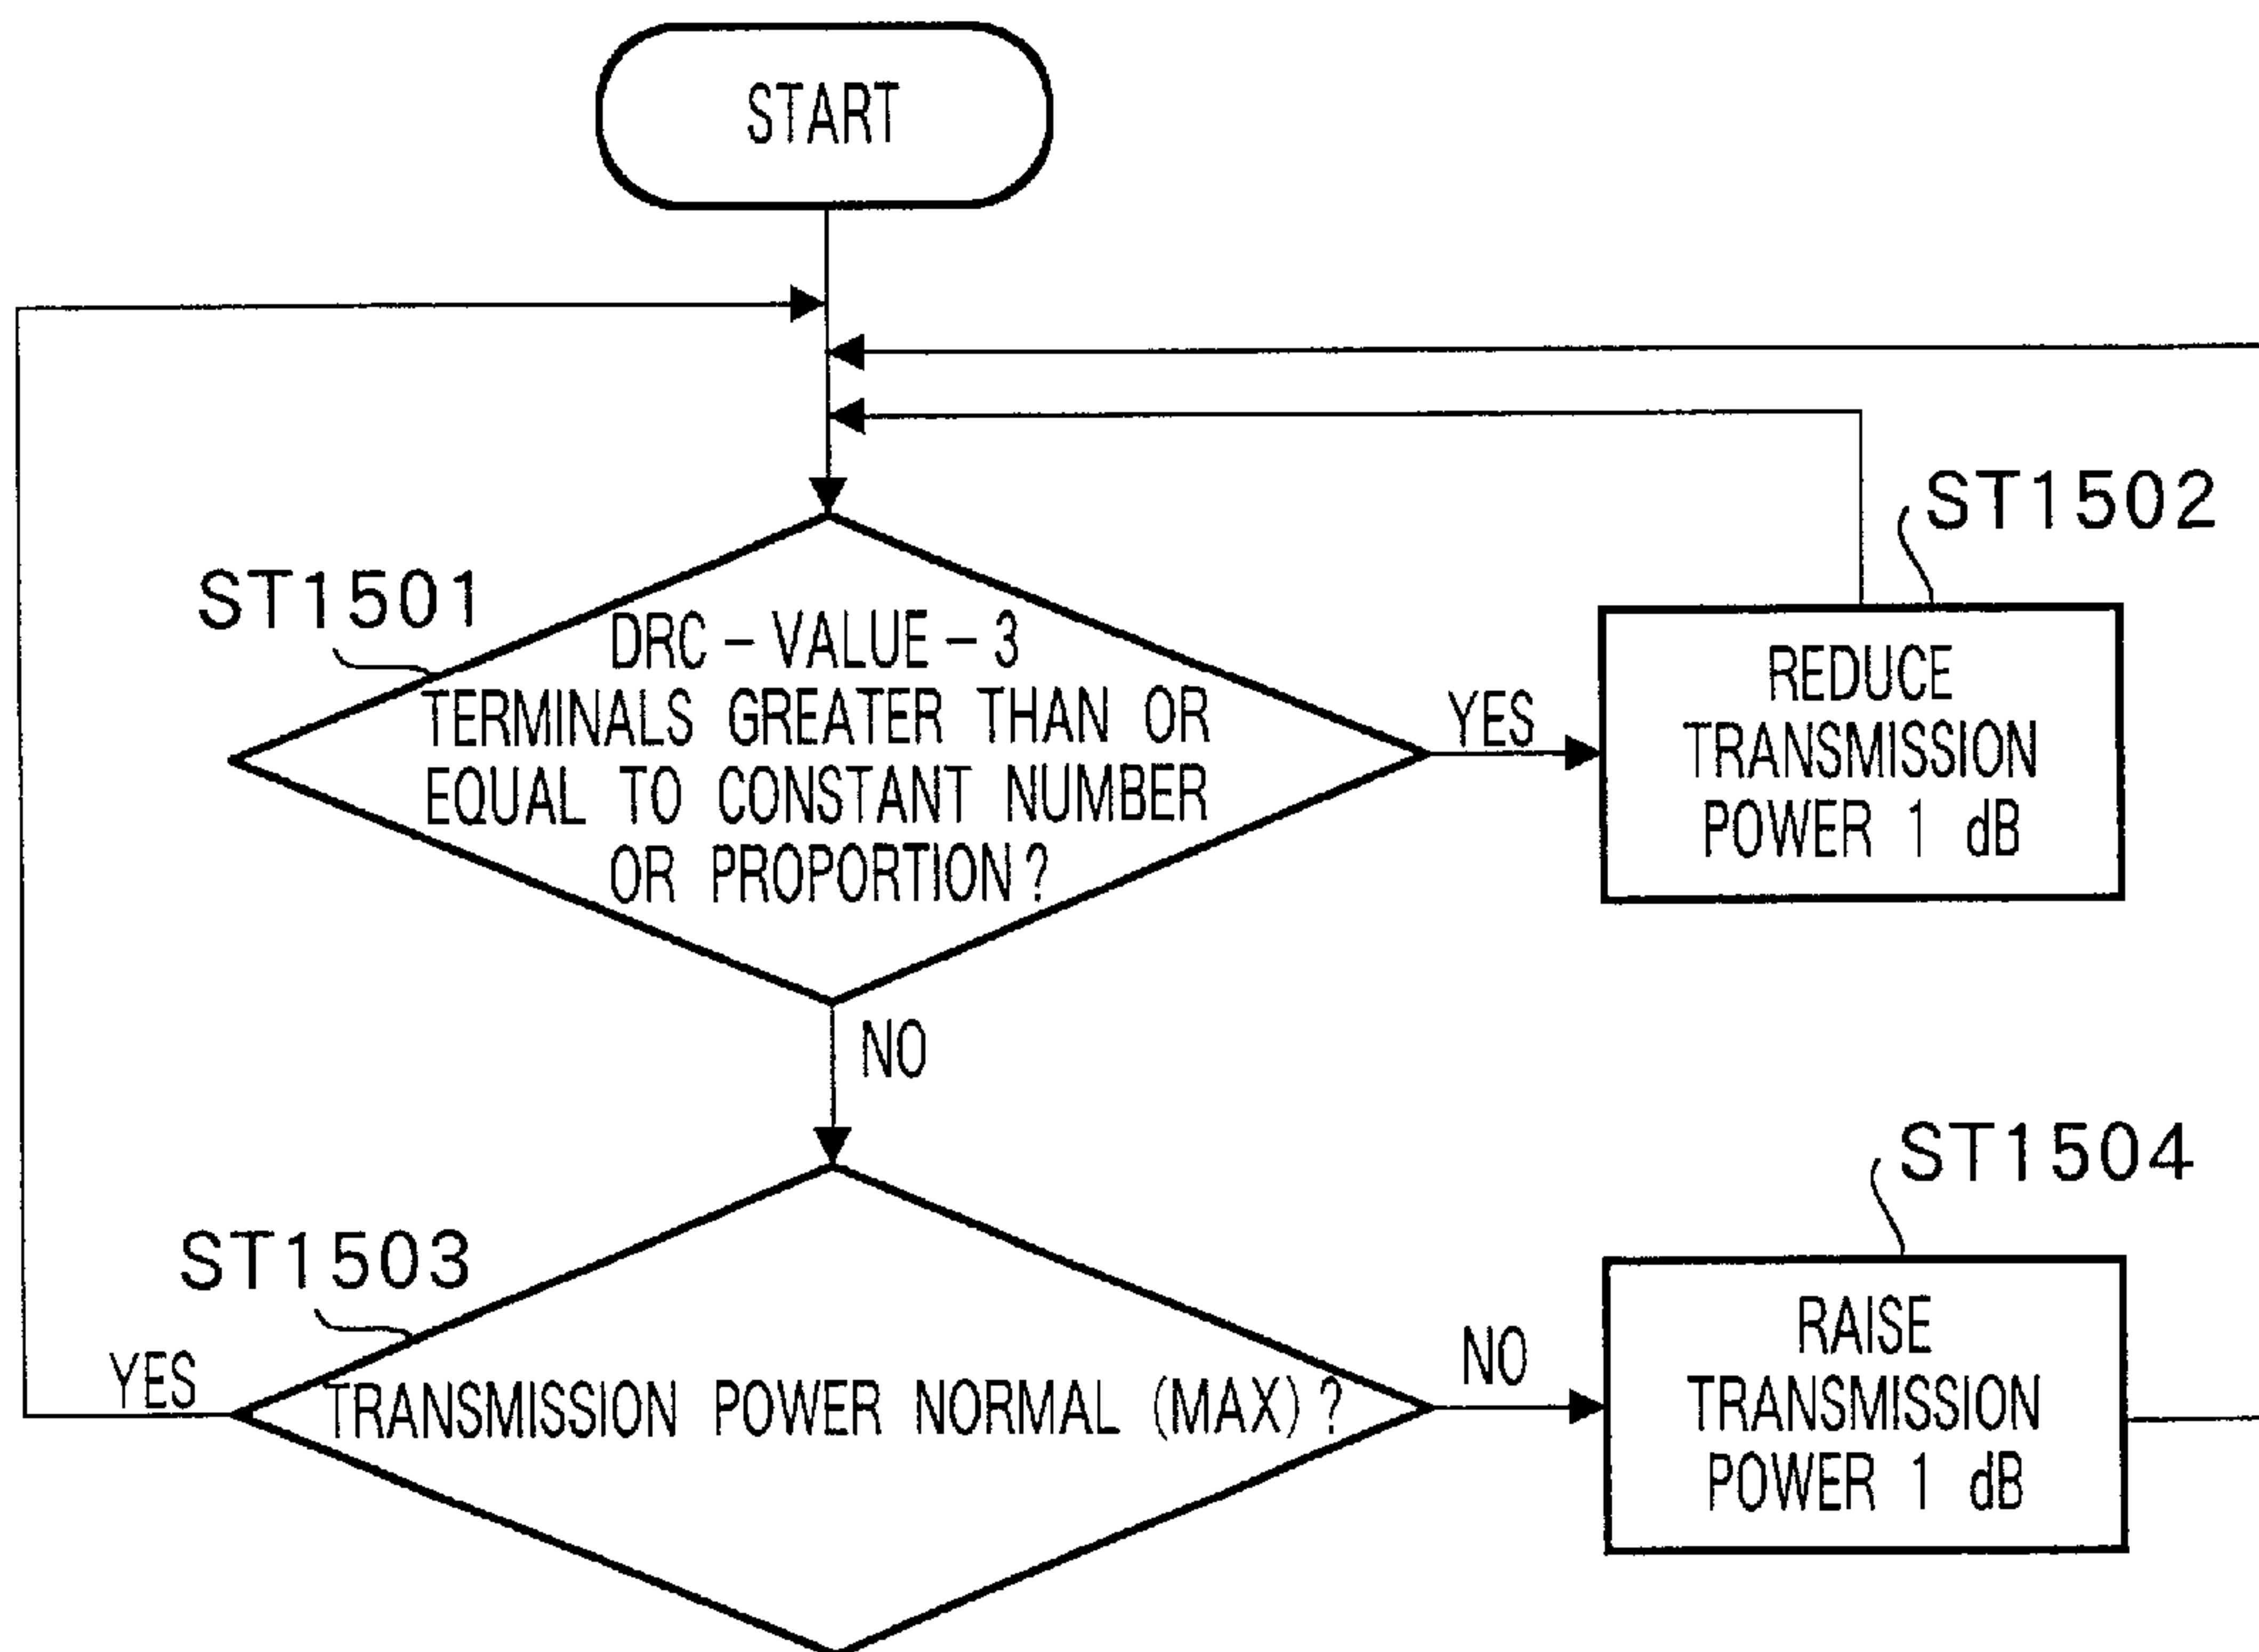 START
ST1501
DRC - VALUE - 3
TERMINALS GREATER THAN OR
EQUAL TO CONSTANT NUMBER
OR PROPORTION?
YES
ST1502
REDUCE
TRANSMISSION
POWER 1 dB
NO
ST1503
YES
TRANSMISSION POWER NORMAL (MAX)?
NO
ST1504
RAISE
TRANSMISSION
POWER 1 dB